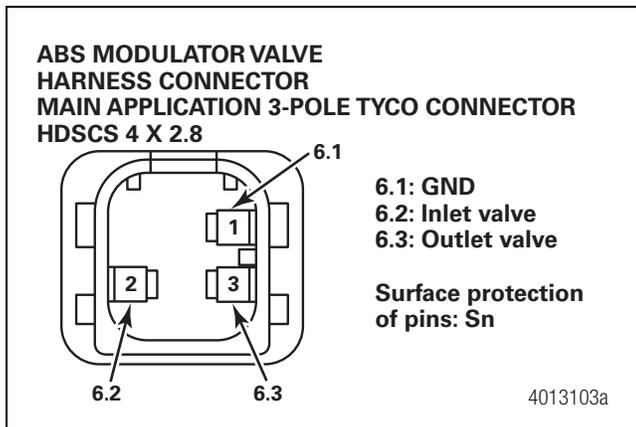 ABS MODULATOR VALVE
HARNESS CONNECTOR
MAIN APPLICATION 3-POLE TYCO CONNECTOR
HDSCS 4 X 2.8
6.1
1
2
3
6.2
6.3
6.1: GND
6.2: Inlet valve
6.3: Outlet valve
Surface protection
of pins: Sn
4013103a